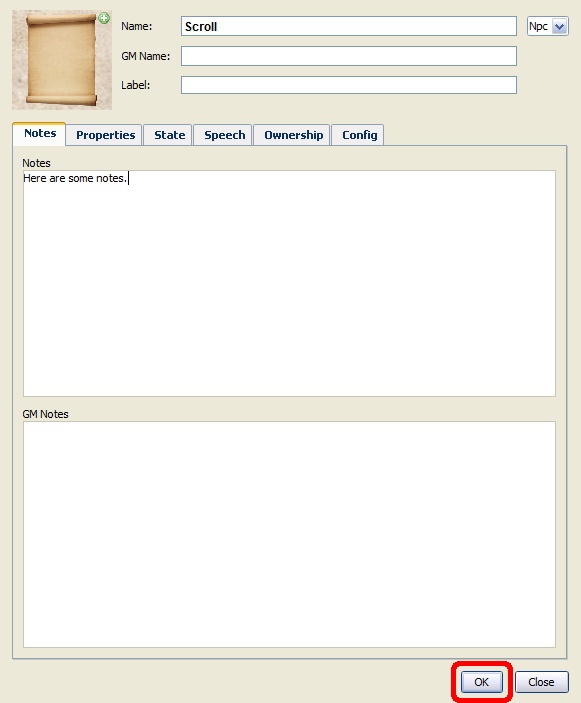 Name: Scroll Npc
GM Name:
Label:
Notes Properties State Speech Ownership Config
Notes
Here are some notes.
GM Notes
OK Close